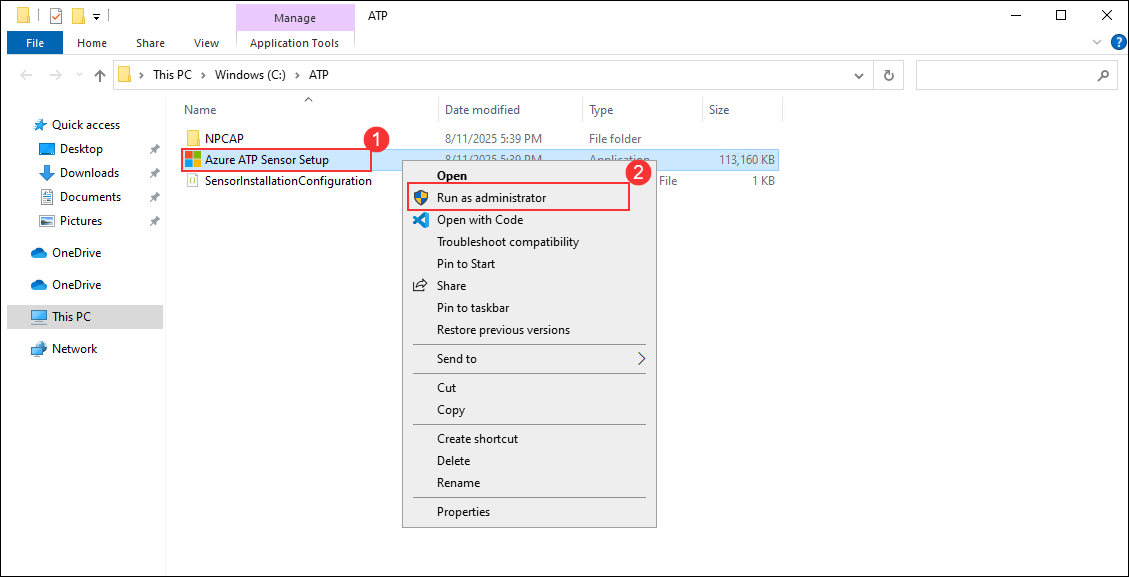 Manage
ATP
File
Home
Share
View
Application Tools
?
This PC
Windows (C:)
ATP
Name
Date modified
Type
Size
Quick access
Desktop
Downloads
Documents
Pictures
OneDrive
OneDrive
This PC
Network
NPCAP
8/11/2025 5:39 PM
File folder
1
Azure ATP Sensor Setup
8/11/2025 5:39 PM
Application
113,160 KB
SensorInstallationConfiguration
File
1 KB
Open
2
Run as administrator
Open with Code
Troubleshoot compatibility
Pin to Start
Share
Pin to taskbar
Restore previous versions
Send to
Cut
Copy
Create shortcut
Delete
Rename
Properties